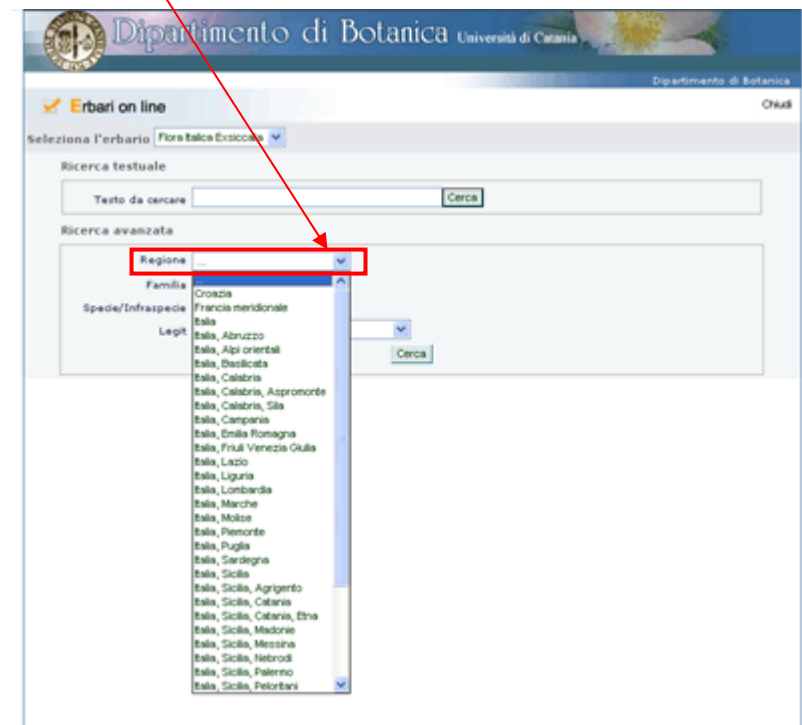 Dipartimento di Botanica Università di Catania
Dipartimento di Botanica
Erbari on line
Chiudi
Seleziona l'erbario Flora Italica Exsiccata
Ricerca testuale
Testo da cercare Cerca
Ricerca avanzata
Regione ...
Familia ...
Specie/Infraspecie
Legit
Cerca
Croazia
Francia meridionale
Italia
Italia, Abruzzo
Italia, Alpi orientali
Italia, Basilicata
Italia, Calabria
Italia, Calabria, Aspromonte
Italia, Calabria, Sila
Italia, Campania
Italia, Emilia Romagna
Italia, Friuli Venezia Giulia
Italia, Lazio
Italia, Liguria
Italia, Lombardia
Italia, Marche
Italia, Molise
Italia, Piemonte
Italia, Puglia
Italia, Sardegna
Italia, Sicilia
Italia, Sicilia, Agrigento
Italia, Sicilia, Catania
Italia, Sicilia, Catania, Etna
Italia, Sicilia, Madonie
Italia, Sicilia, Messina
Italia, Sicilia, Nebrodi
Italia, Sicilia, Palermo
Italia, Sicilia, Peloritani